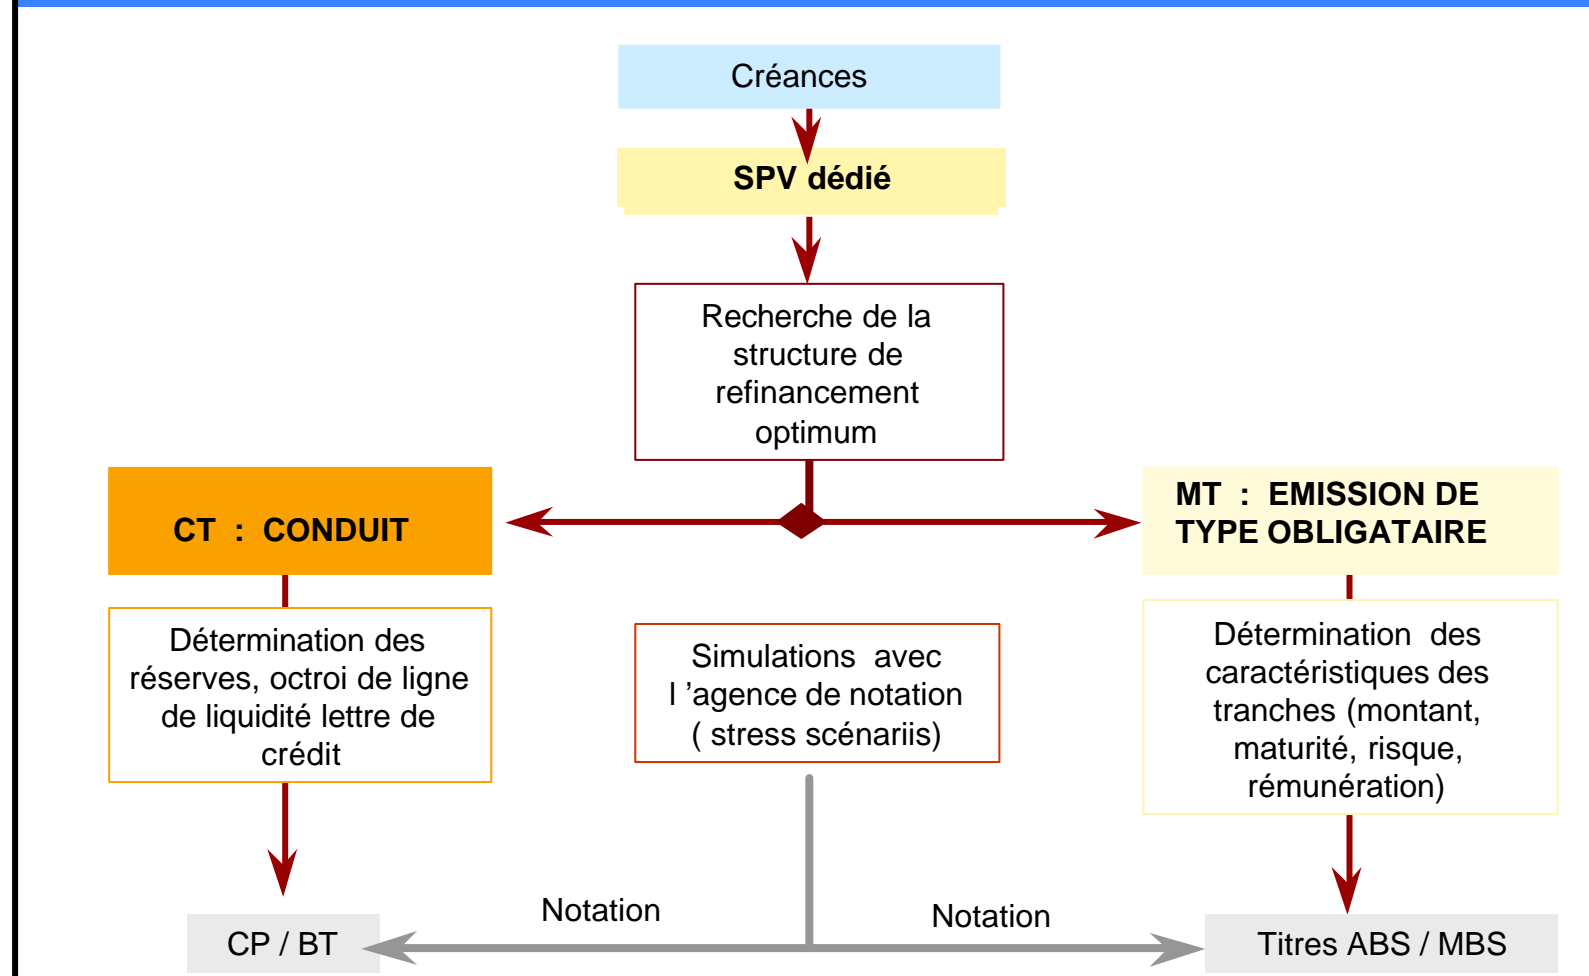 Créances
SPV dédié
Recherche de la
structure de
refinancement
optimum
CT : CONDUIT
MT : EMISSION DE
TYPE OBLIGATAIRE
Détermination des
réserves, octroi de ligne
de liquidité lettre de
crédit
Simulations avec
l ’agence de notation
( stress scénariis)
Détermination des
caractéristiques des
tranches (montant,
maturité, risque,
rémunération)
Notation
Notation
CP / BT
Titres ABS / MBS